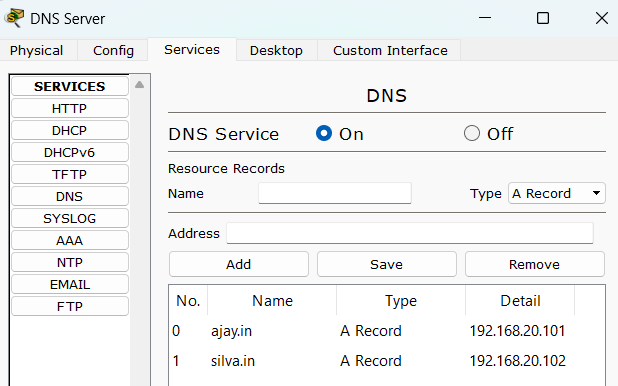 DNS Server
Physical Config Services Desktop Custom Interface
SERVICES
HTTP
DHCP
DHCPv6
TFTP
DNS
SYSLOG
AAA
NTP
EMAIL
FTP
DNS
DNS Service On Off
Resource Records
Name Type A Record
Address
Add Save Remove
No. Name Type Detail
0 ajay.in A Record 192.168.20.101
1 silva.in A Record 192.168.20.102